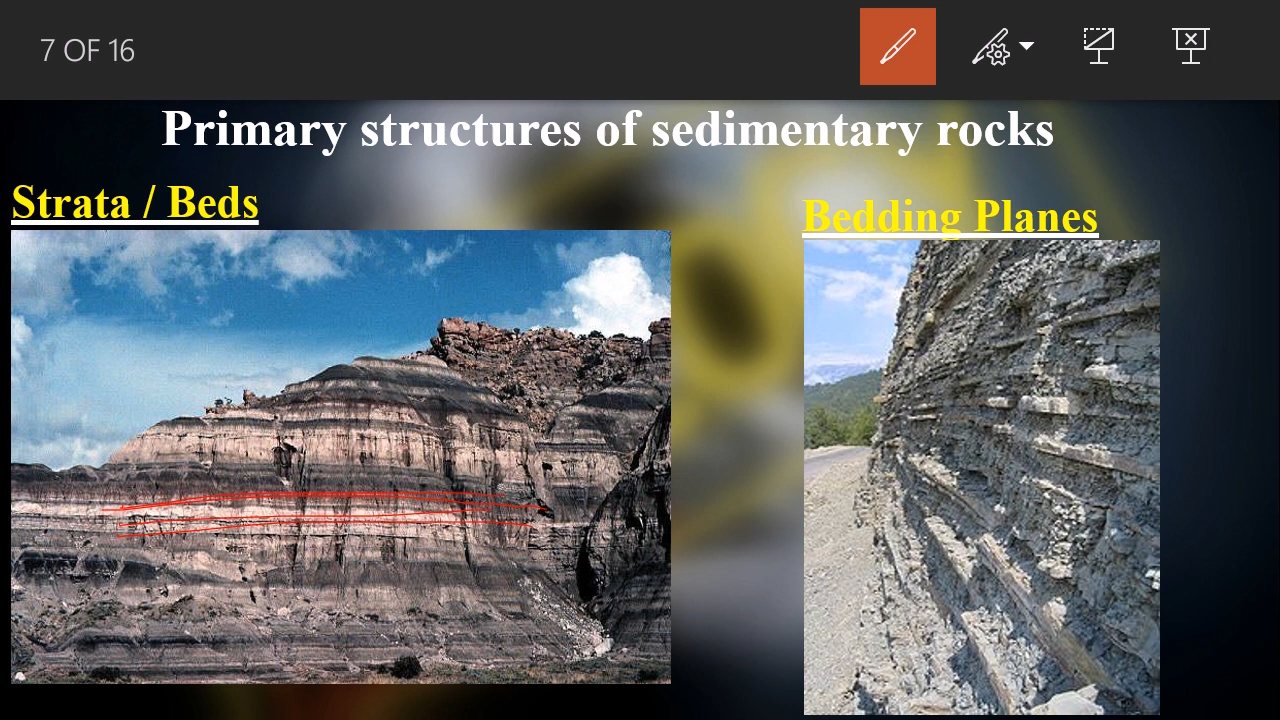 7 OF 16
Primary structures of sedimentary rocks
Strata / Beds
Bedding Planes